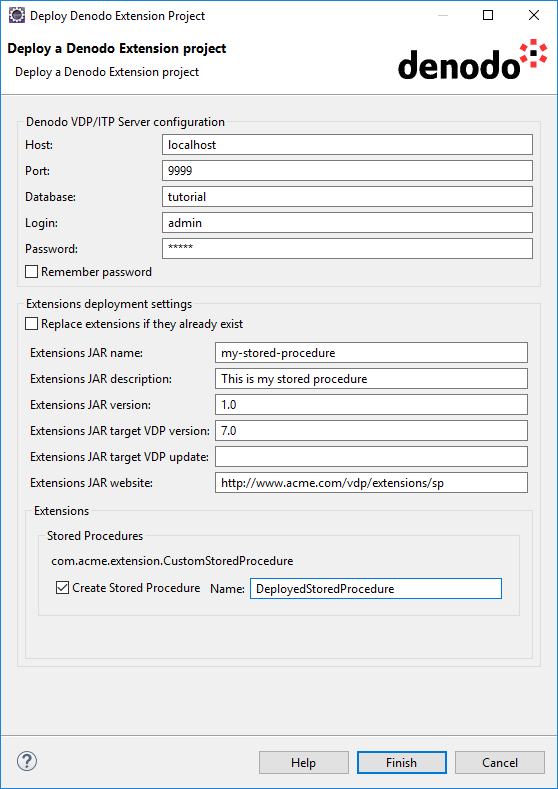 Deploy Denodo Extension Project
Deploy a Denodo Extension project
Deploy a Denodo Extension project
denodo
Denodo VDP/ITP Server configuration
Host: localhost
Port: 9999
Database: tutorial
Login: admin
Password: *****
Remember password
Extensions deployment settings
Replace extensions if they already exist
Extensions JAR name: my-stored-procedure
Extensions JAR description: This is my stored procedure
Extensions JAR version: 1.0
Extensions JAR target VDP version: 7.0
Extensions JAR target VDP update:
Extensions JAR website: http://www.acme.com/vdp/extensions/sp
Extensions
Stored Procedures
com.acme.extension.CustomStoredProcedure
Create Stored Procedure Name: DeployedStoredProcedure
? Help Finish Cancel